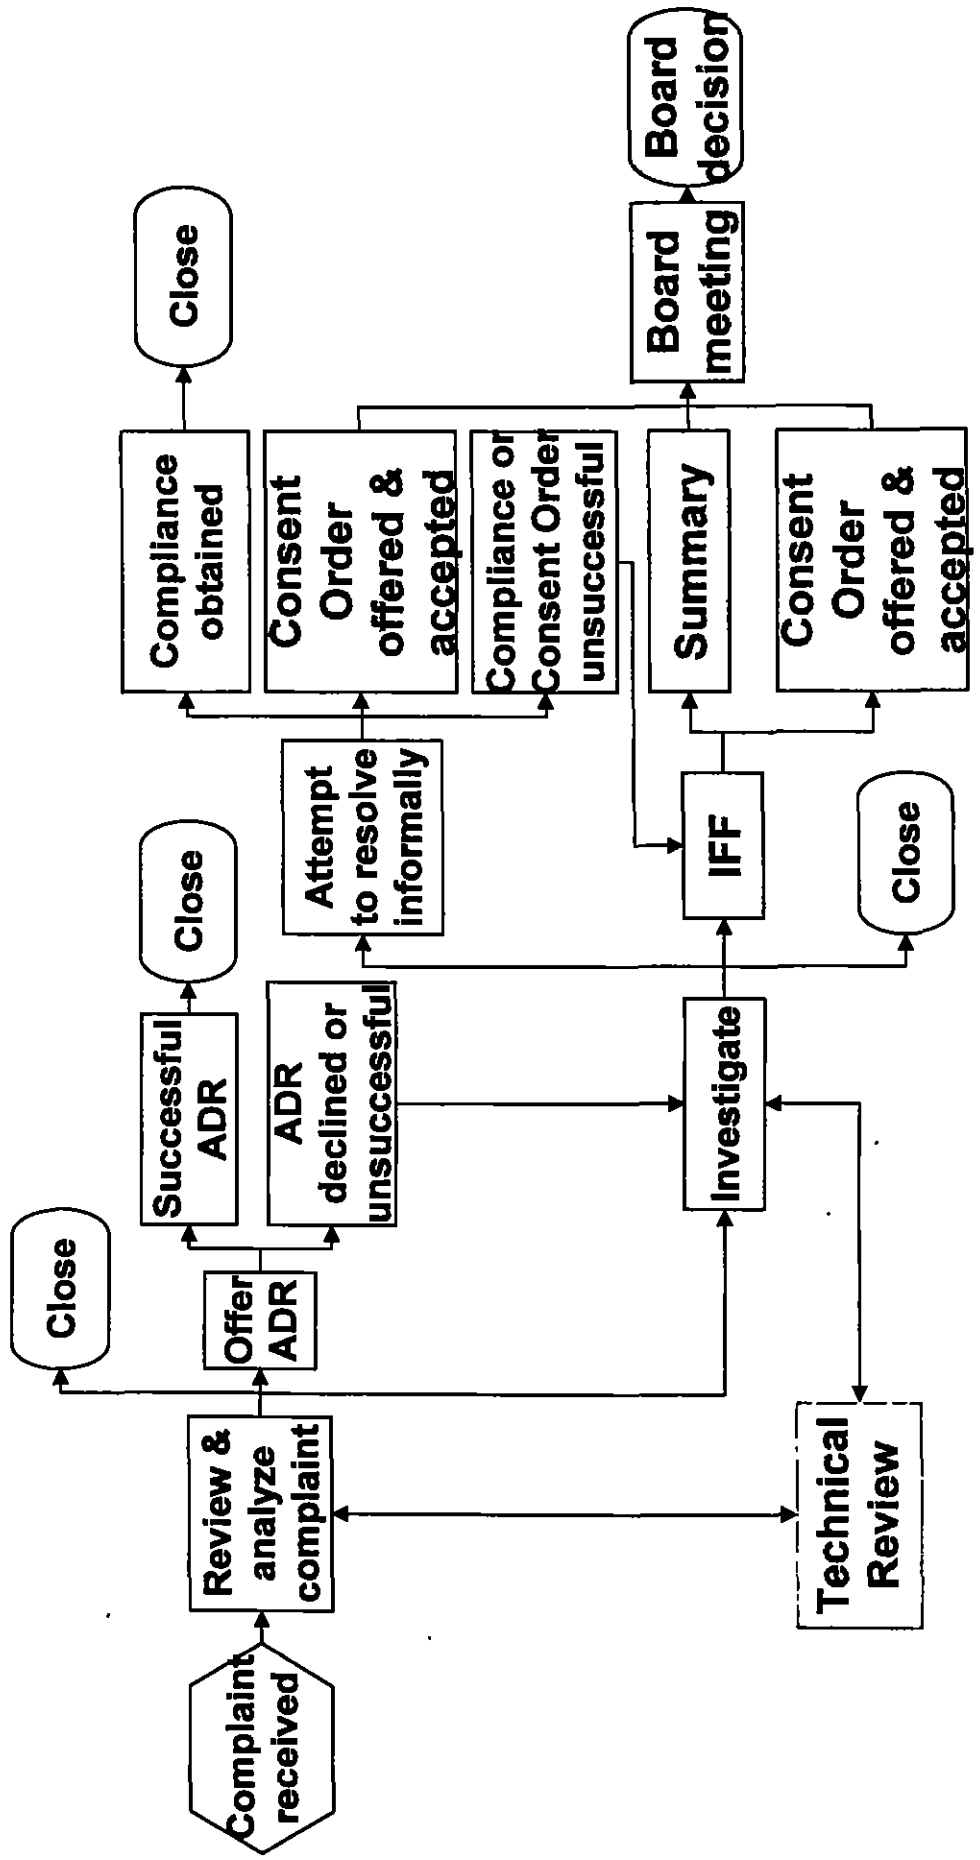 Complaint
received
Review &
analyze
complaint
Technical
Review
Close
Offer
ADR
Successful
ADR
Close
ADR
declined or
unsuccessful
Investigate
Attempt
to resolve
informally
IFF
Close
Compliance
obtained
Close
Consent
Order
offered &
accepted
Compliance or
Consent Order
unsuccessful
Summary
Consent
Order
offered &
accepted
Board
meeting
Board
decision